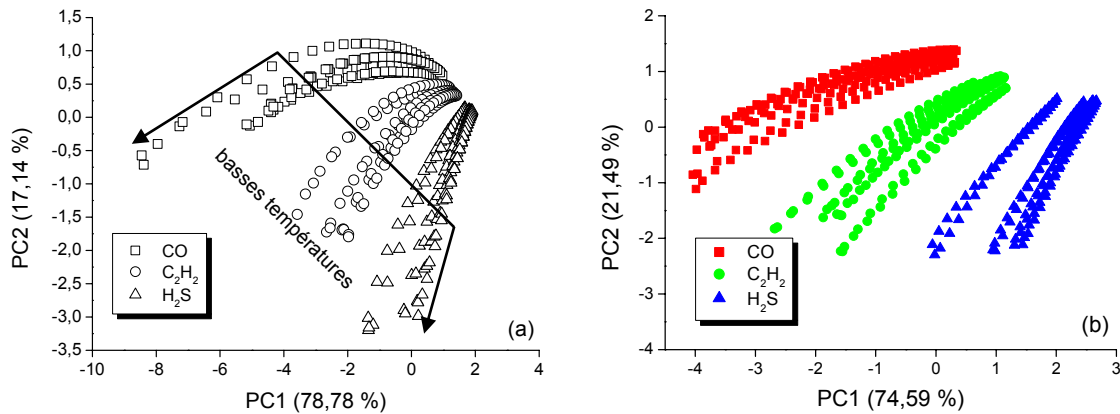 1,5
1,0
0,5
0,0
-0,5
-1,0
-1,5
-2,0
-2,5
-3,0
-3,5
PC2 (17,14 %)
basses températures
CO
C₂H₂
H₂S
(a)
-10 -8 -6 -4 -2 0 2 4
PC1 (78,78 %)
4
2
0
-2
-4
PC2 (21,49 %)
CO
C₂H₂
H₂S
(b)
-4 -3 -2 -1 0 1 2 3
PC1 (74,59 %)